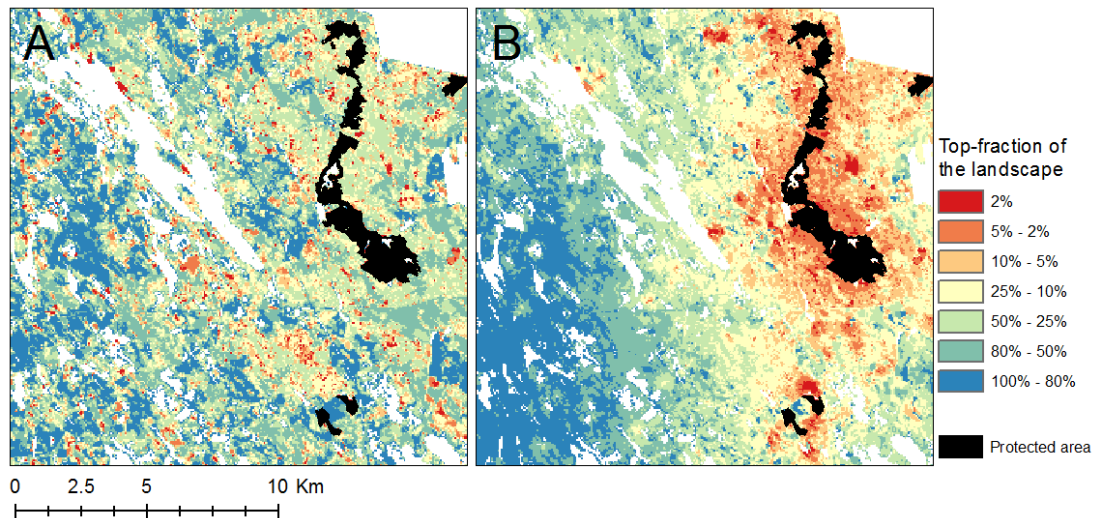 A
B
Top-fraction of
the landscape
2%
5% - 2%
10% - 5%
25% - 10%
50% - 25%
80% - 50%
100% - 80%
Protected area
0 2.5 5 10 Km